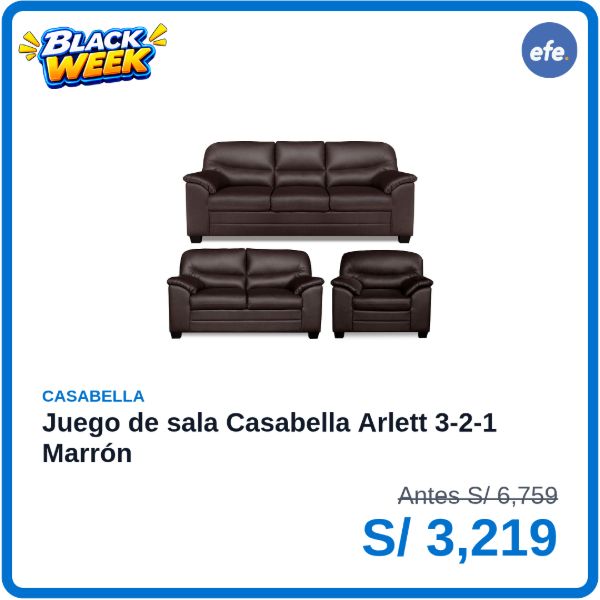 BLACK
WEEK
efe.
CASABELLA
Juego de sala Casabella Arlett 3-2-1
Marrón
Antes S/ 6,759
S/ 3,219